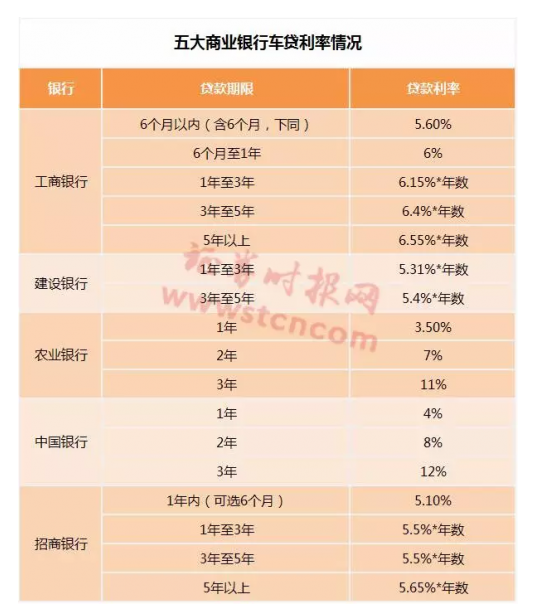 五大商业银行车贷利率情况
银行 贷款期限 贷款利率
工商银行
6个月以内（含6个月，下同） 5.60%
6个月至1年 6%
1年至3年 6.15%*年数
3年至5年 6.4%*年数
5年以上 6.55%*年数
建设银行
1年至3年 5.31%*年数
3年至5年 5.4%*年数
农业银行
1年 3.50%
2年 7%
3年 11%
中国银行
1年 4%
2年 8%
3年 12%
招商银行
1年内（可选6个月） 5.10%
1年至3年 5.5%*年数
3年至5年 5.5%*年数
5年以上 5.65%*年数
证券时报网
www.stcn.com